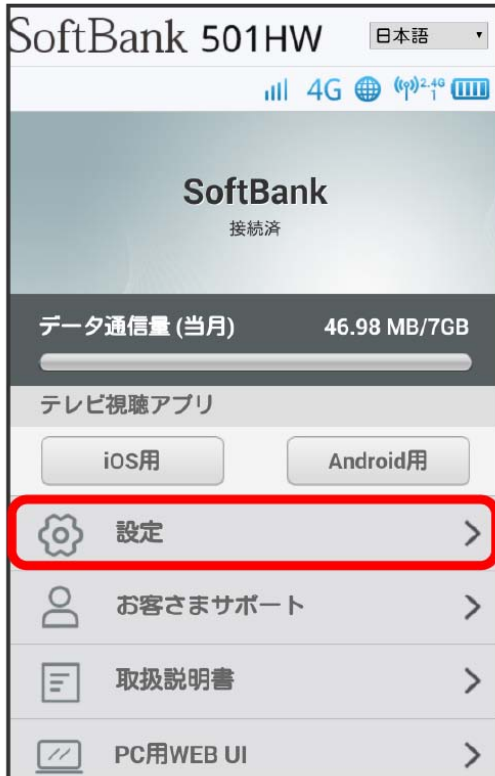 SoftBank 501HW 日本語
4G 2.4G 1
SoftBank
接続済
データ通信量 (当月) 46.98 MB/7GB
テレビ視聴アプリ
iOS用 Android用
設定
お客さまサポート
取扱説明書
PC用WEB UI